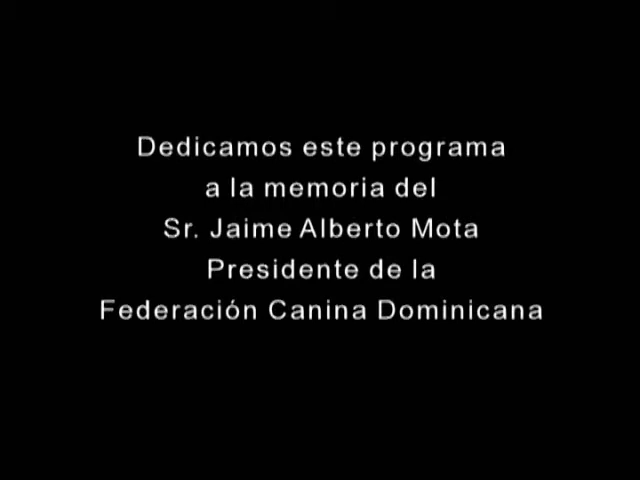 Dedicamos este programa
a la memoria del
Sr. Jaime Alberto Mota
Presidente de la
Federación Canina Dominicana